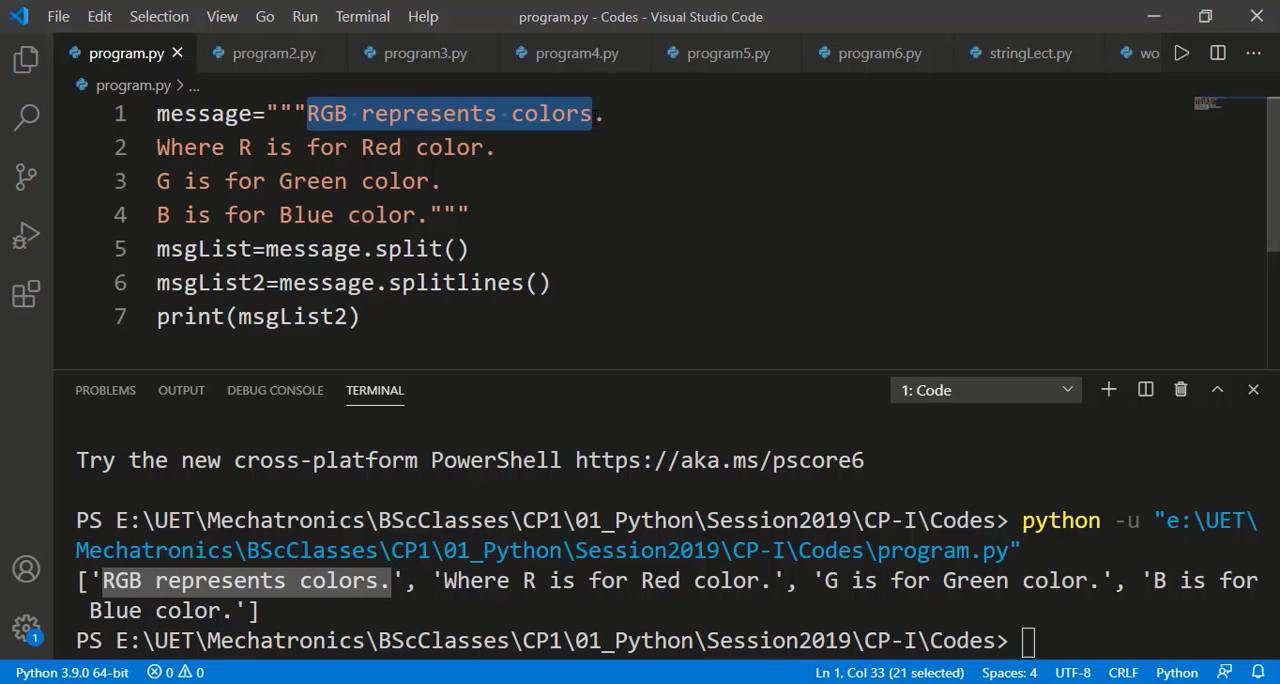 File Edit Selection View Go Run Terminal Help program.py - Codes - Visual Studio Code
program.py program2.py program3.py program4.py program5.py program6.py stringLect.py wo
program.py > ...
1 message="""RGB represents colors.
2 Where R is for Red color.
3 G is for Green color.
4 B is for Blue color."""
5 msgList=message.split()
6 msgList2=message.splitlines()
7 print(msgList2)
PROBLEMS OUTPUT DEBUG CONSOLE TERMINAL 1: Code
Try the new cross-platform PowerShell https://aka.ms/pscore6
PS E:\UET\Mechatronics\BScClasses\CP1\01_Python\Session2019\CP-I\Codes> python -u "e:\UET\
Mechatronics\BScClasses\CP1\01_Python\Session2019\CP-I\Codes\program.py"
['RGB represents colors.', 'Where R is for Red color.', 'G is for Green color.', 'B is for
Blue color.']
PS E:\UET\Mechatronics\BScClasses\CP1\01_Python\Session2019\CP-I\Codes>
1
Python 3.9.0 64-bit 0 0 Ln 1, Col 33 (21 selected) Spaces: 4 UTF-8 CRLF Python